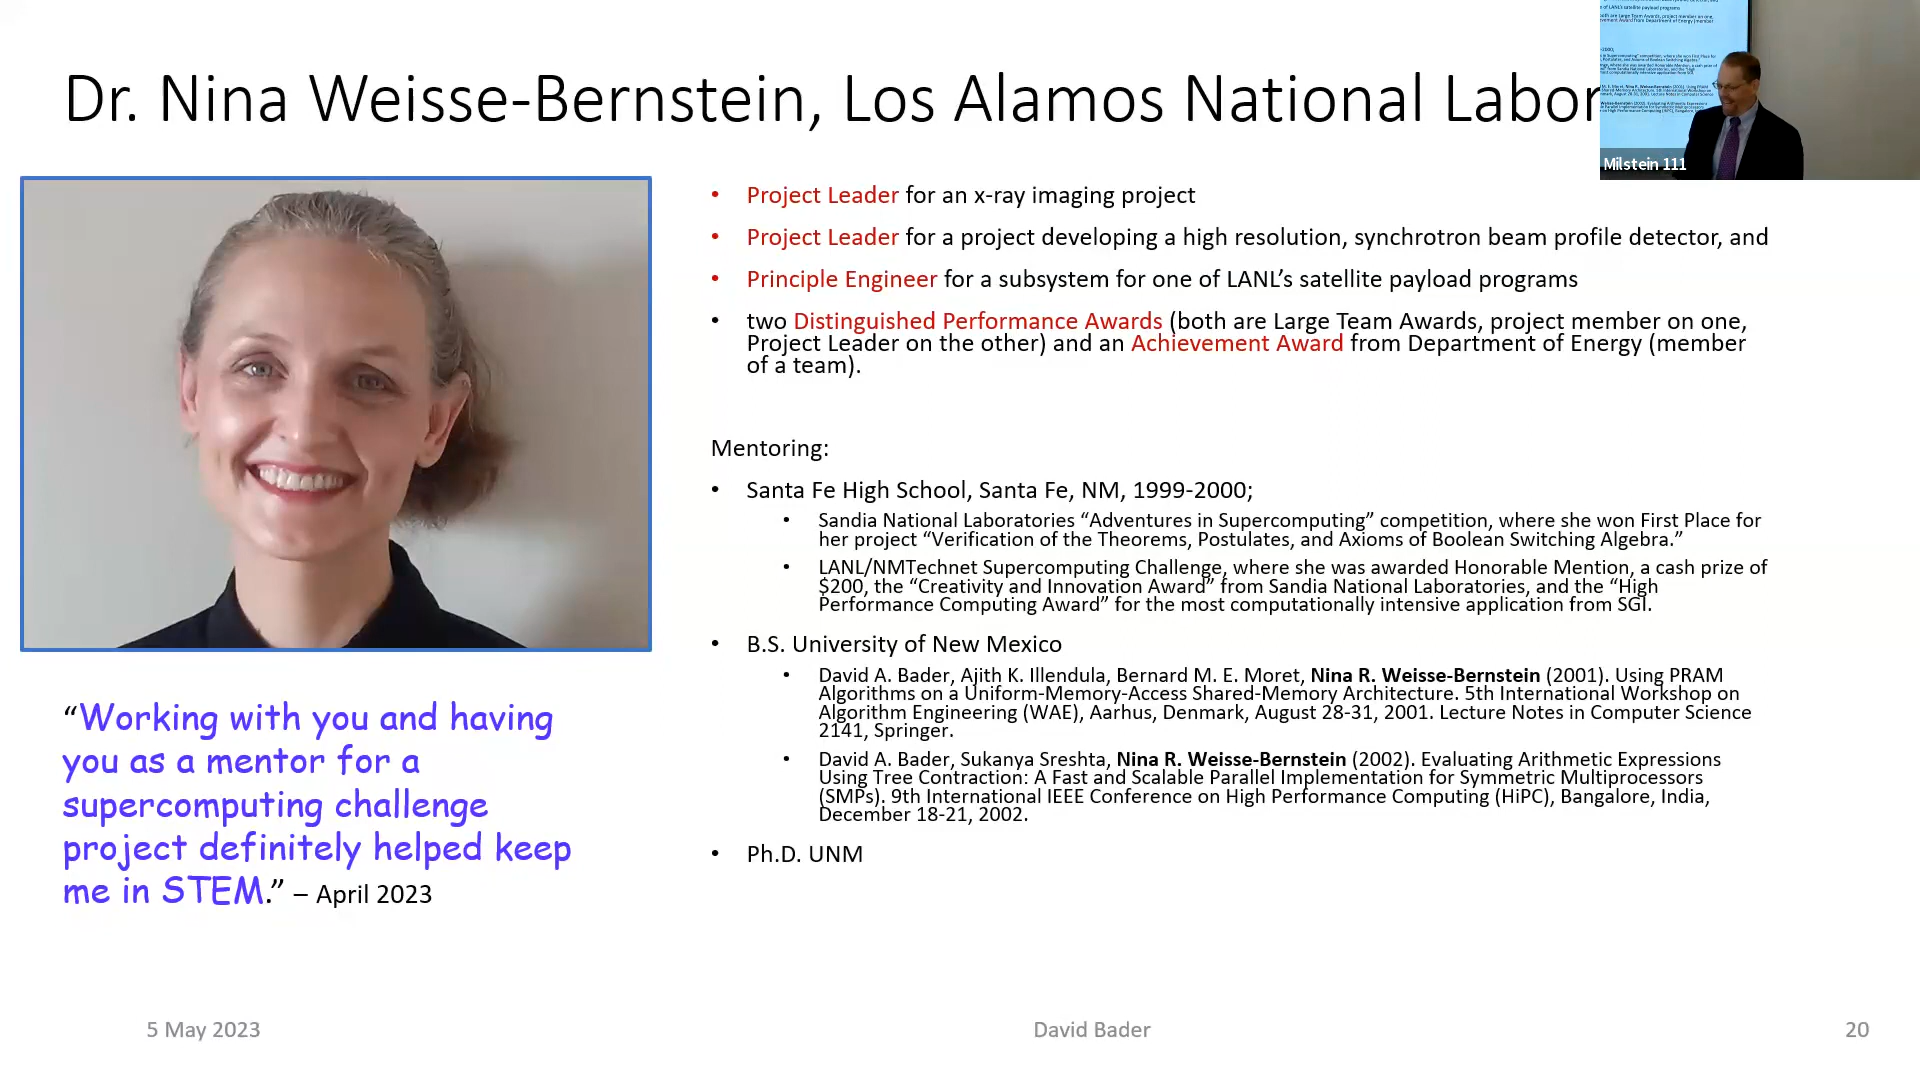 Dr. Nina Weisse-Bernstein, Los Alamos National Labor
Milstein 111
• Project Leader for an x-ray imaging project
• Project Leader for a project developing a high resolution, synchrotron beam profile detector, and
• Principle Engineer for a subsystem for one of LANL’s satellite payload programs
• two Distinguished Performance Awards (both are Large Team Awards, project member on one,
Project Leader on the other) and an Achievement Award from Department of Energy (member
of a team).
Mentoring:
• Santa Fe High School, Santa Fe, NM, 1999-2000;
• Sandia National Laboratories “Adventures in Supercomputing” competition, where she won First Place for
her project “Verification of the Theorems, Postulates, and Axioms of Boolean Switching Algebra.”
• LANL/NMTechnet Supercomputing Challenge, where she was awarded Honorable Mention, a cash prize of
$200, the “Creativity and Innovation Award” from Sandia National Laboratories, and the “High
Performance Computing Award” for the most computationally intensive application from SGI.
• B.S. University of New Mexico
• David A. Bader, Ajith K. Illendula, Bernard M. E. Moret, Nina R. Weisse-Bernstein (2001). Using PRAM
Algorithms on a Uniform-Memory-Access Shared-Memory Architecture. 5th International Workshop on
Algorithm Engineering (WAE), Aarhus, Denmark, August 28-31, 2001. Lecture Notes in Computer Science
2141, Springer.
• David A. Bader, Sukanya Sreshta, Nina R. Weisse-Bernstein (2002). Evaluating Arithmetic Expressions
Using Tree Contraction: A Fast and Scalable Parallel Implementation for Symmetric Multiprocessors
(SMPs). 9th International IEEE Conference on High Performance Computing (HiPC), Bangalore, India,
December 18-21, 2002.
• Ph.D. UNM
“Working with you and having
you as a mentor for a
supercomputing challenge
project definitely helped keep
me in STEM.” – April 2023
5 May 2023
David Bader
20